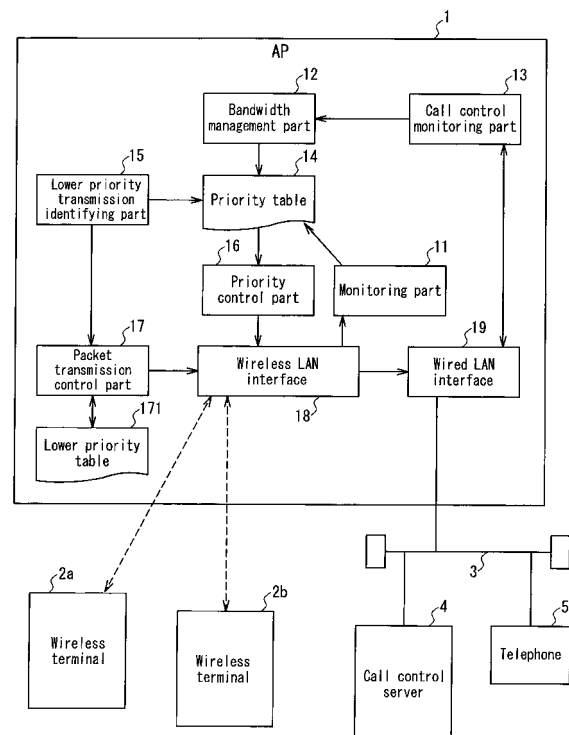 1
AP
12
13
Bandwidth
management part
Call control
monitoring part
15
14
Lower priority
transmission
identifying part
Priority table
16
11
Priority
control part
Monitoring part
17
19
Packet
transmission
control part
Wireless LAN
interface
Wired LAN
interface
18
171
Lower priority
table
3
2a
2b
4
5
Wireless
terminal
Wireless
terminal
Call control
server
Telephone